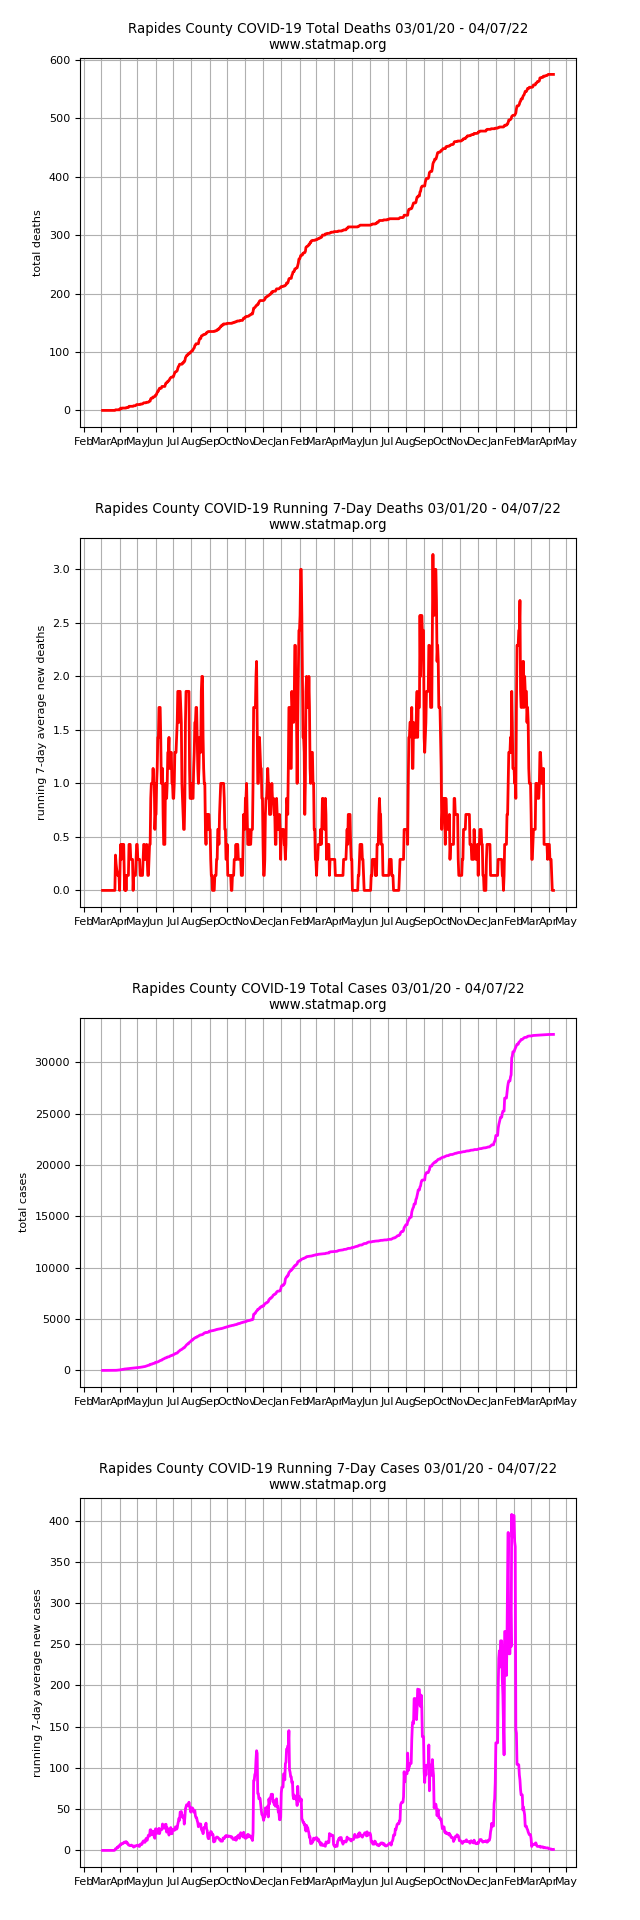 Rapides County COVID-19 Total Deaths 03/01/20 - 04/07/22
www.statmap.org
600
500
400
300
200
100
0
total deaths
Feb Mar Apr May Jun Jul Aug Sep Oct Nov Dec Jan Feb Mar Apr May Jun Jul Aug Sep Oct Nov Dec Jan Feb Mar Apr May
Rapides County COVID-19 Running 7-Day Deaths 03/01/20 - 04/07/22
www.statmap.org
3.0
2.5
2.0
1.5
1.0
0.5
0.0
running 7-day average new deaths
Feb Mar Apr May Jun Jul Aug Sep Oct Nov Dec Jan Feb Mar Apr May Jun Jul Aug Sep Oct Nov Dec Jan Feb Mar Apr May
Rapides County COVID-19 Total Cases 03/01/20 - 04/07/22
www.statmap.org
30000
25000
20000
15000
10000
5000
0
total cases
Feb Mar Apr May Jun Jul Aug Sep Oct Nov Dec Jan Feb Mar Apr May Jun Jul Aug Sep Oct Nov Dec Jan Feb Mar Apr May
Rapides County COVID-19 Running 7-Day Cases 03/01/20 - 04/07/22
www.statmap.org
400
350
300
250
200
150
100
50
0
running 7-day average new cases
Feb Mar Apr May Jun Jul Aug Sep Oct Nov Dec Jan Feb Mar Apr May Jun Jul Aug Sep Oct Nov Dec Jan Feb Mar Apr May